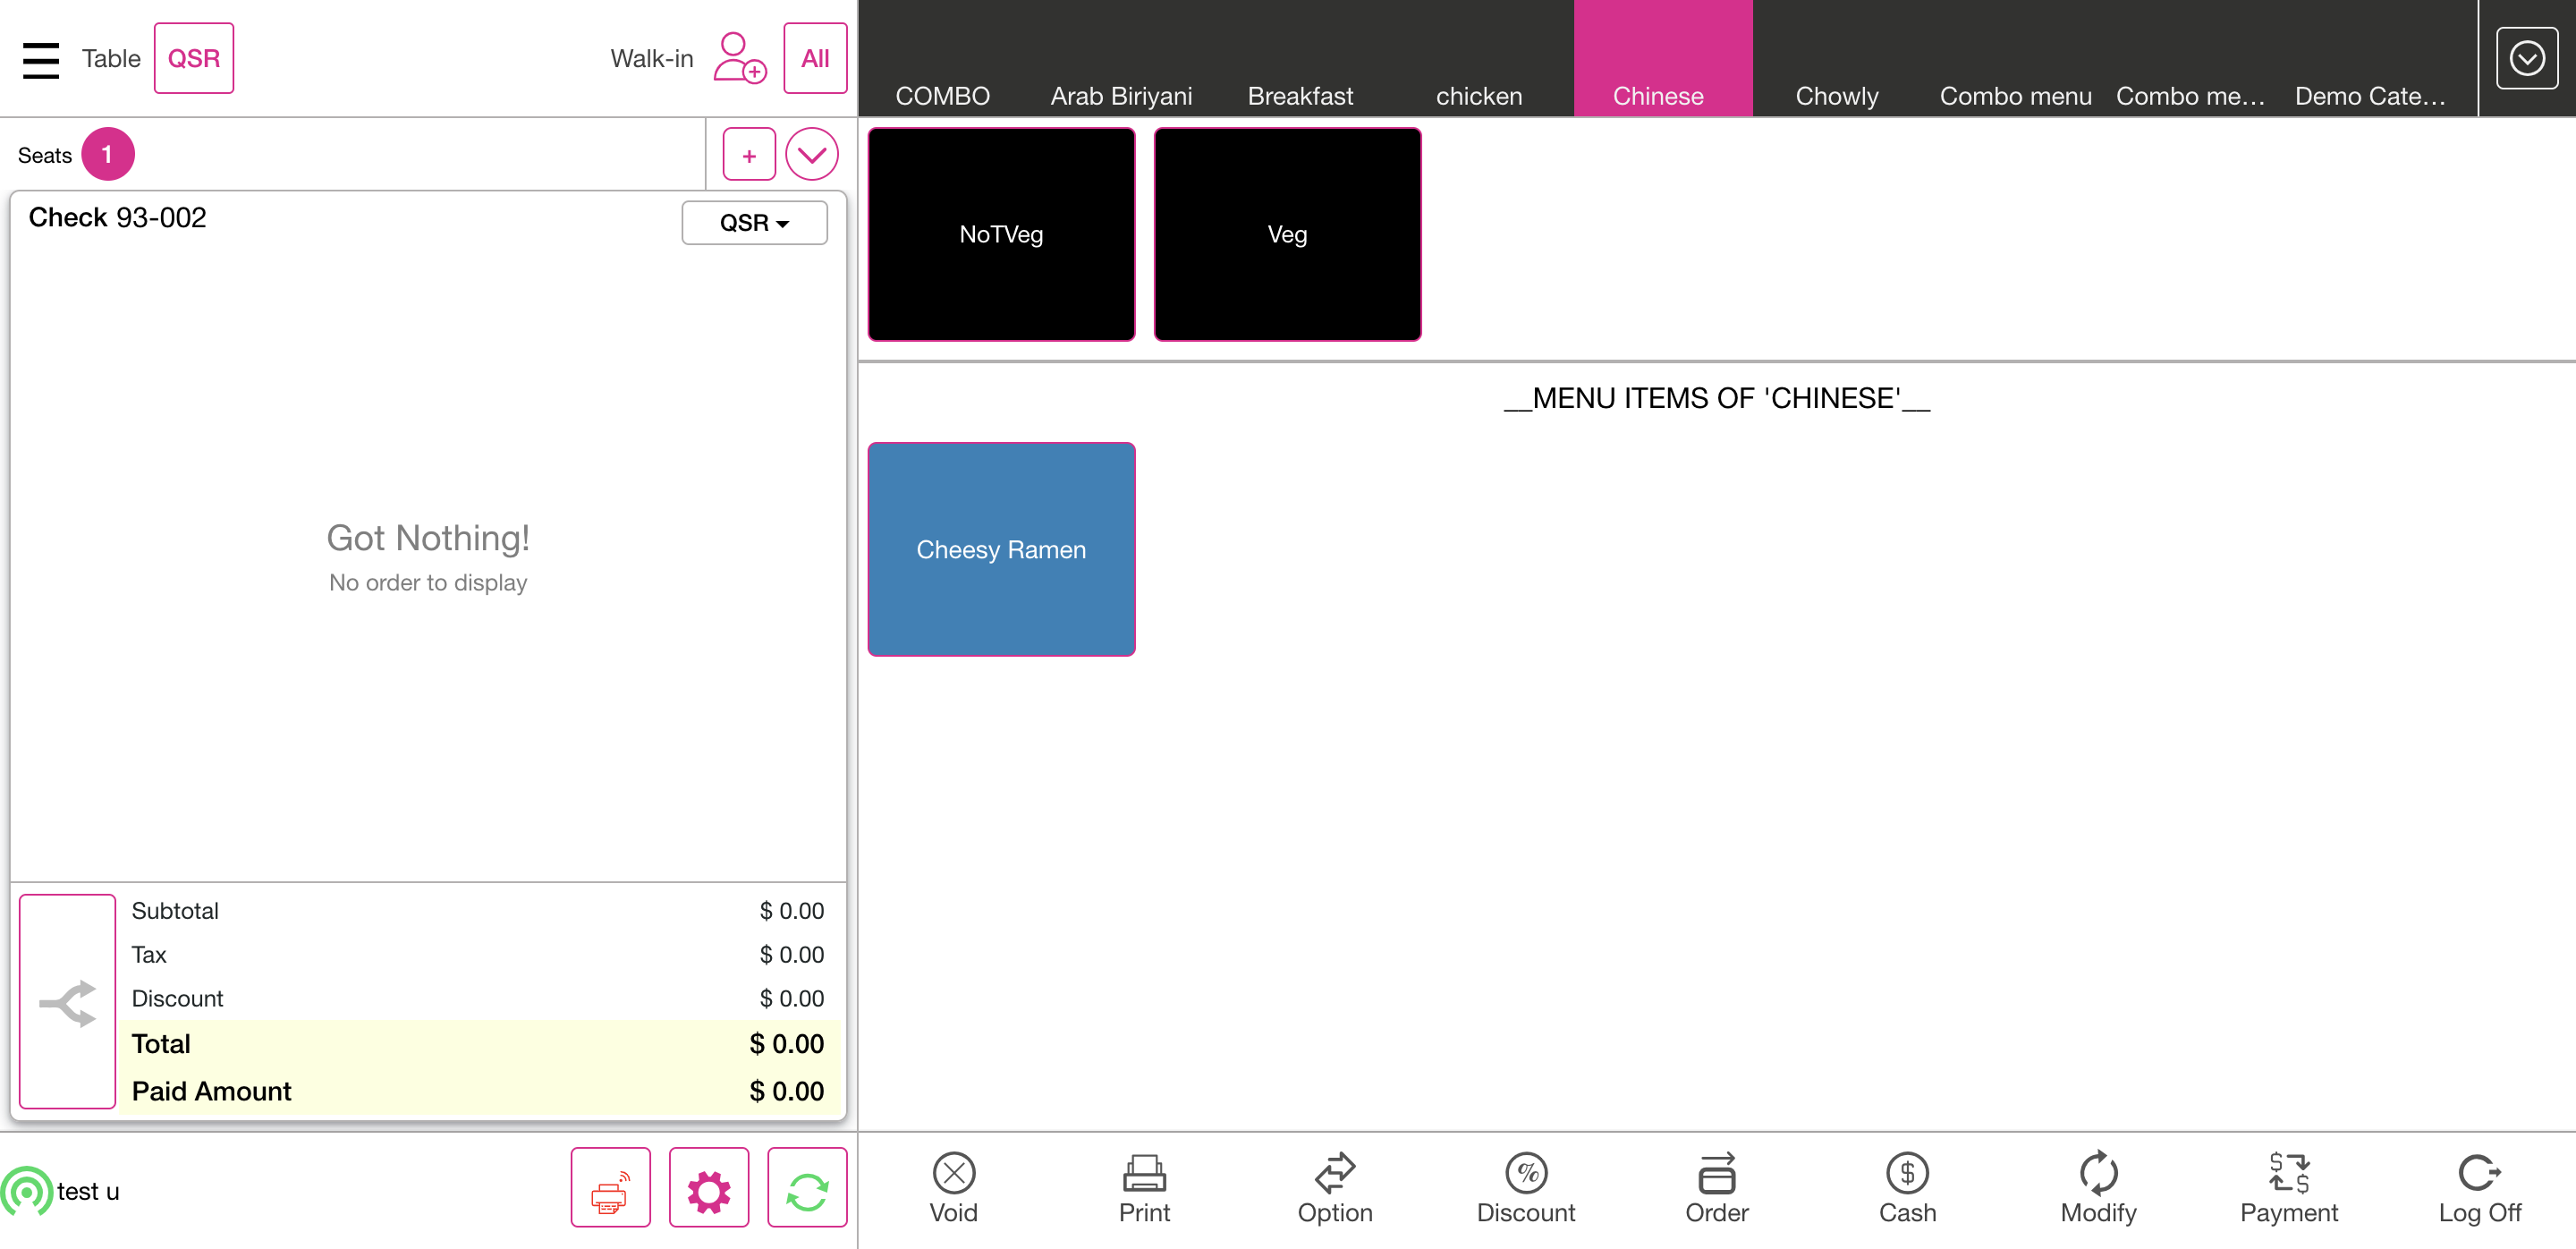 Table QSR Walk-in All
COMBO Arab Biriyani Breakfast chicken Chinese Chowly Combo menu Combo me... Demo Cate...
Seats 1 +
Check 93-002 QSR
NoTVeg Veg
__MENU ITEMS OF 'CHINESE'__
Cheesy Ramen
Got Nothing!
No order to display
Subtotal $ 0.00
Tax $ 0.00
Discount $ 0.00
Total $ 0.00
Paid Amount $ 0.00
test u
Void Print Option Discount Order Cash Modify Payment Log Off